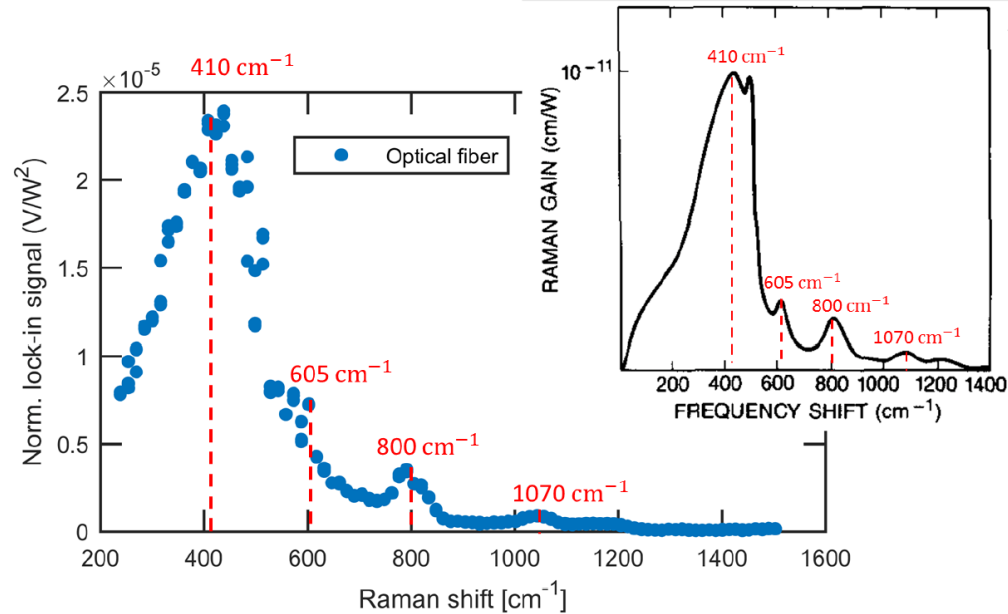 410 cm⁻¹
×10⁻⁵
2.5
2
1.5
1
0.5
0
Norm. lock-in signal (V/W²)
Optical fiber
605 cm⁻¹
800 cm⁻¹
1070 cm⁻¹
200 400 600 800 1000 1200 1400 1600
Raman shift [cm⁻¹]
410 cm⁻¹
10⁻¹¹
RAMAN GAIN (cm/W)
605 cm⁻¹
800 cm⁻¹
1070 cm⁻¹
200 400 600 800 1000 1200 1400
FREQUENCY SHIFT (cm⁻¹)